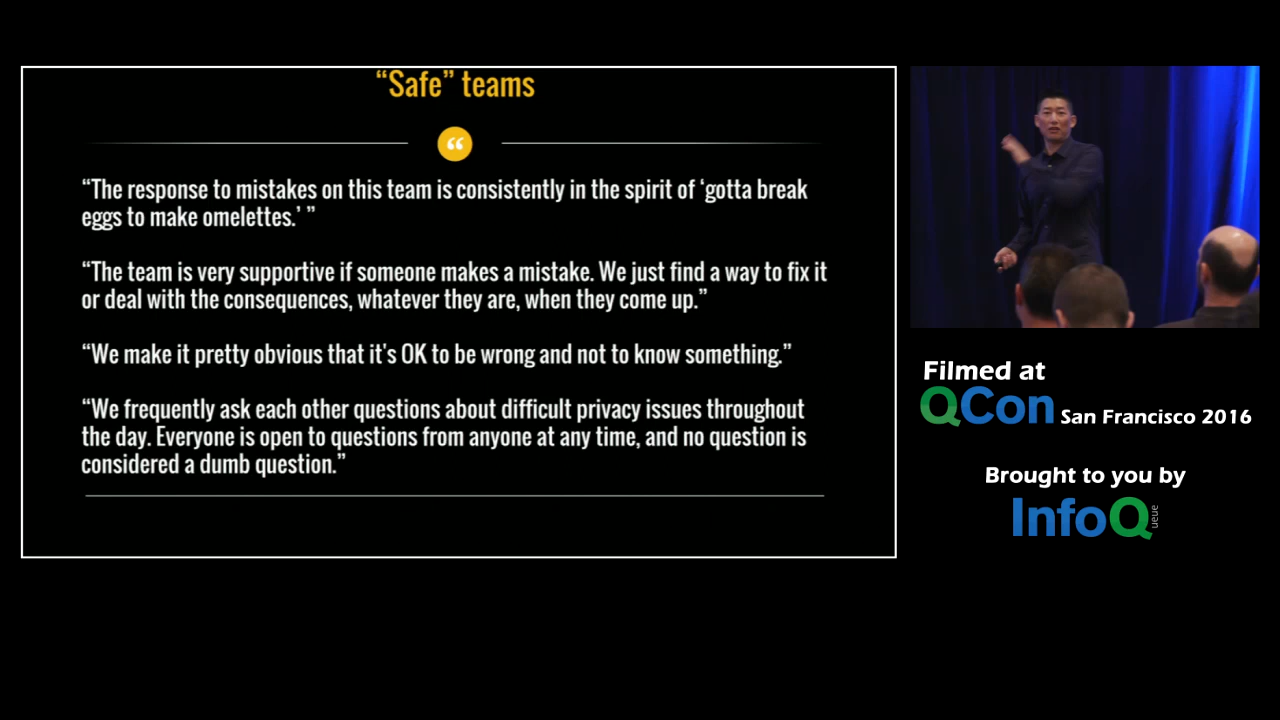 “Safe” teams
“
“The response to mistakes on this team is consistently in the spirit of ‘gotta break
eggs to make omelettes.’ ”
“The team is very supportive if someone makes a mistake. We just find a way to fix it
or deal with the consequences, whatever they are, when they come up.”
“We make it pretty obvious that it's OK to be wrong and not to know something.”
“We frequently ask each other questions about difficult privacy issues throughout
the day. Everyone is open to questions from anyone at any time, and no question is
considered a dumb question.”
Filmed at
QCon San Francisco 2016
Brought to you by
InfoQueue